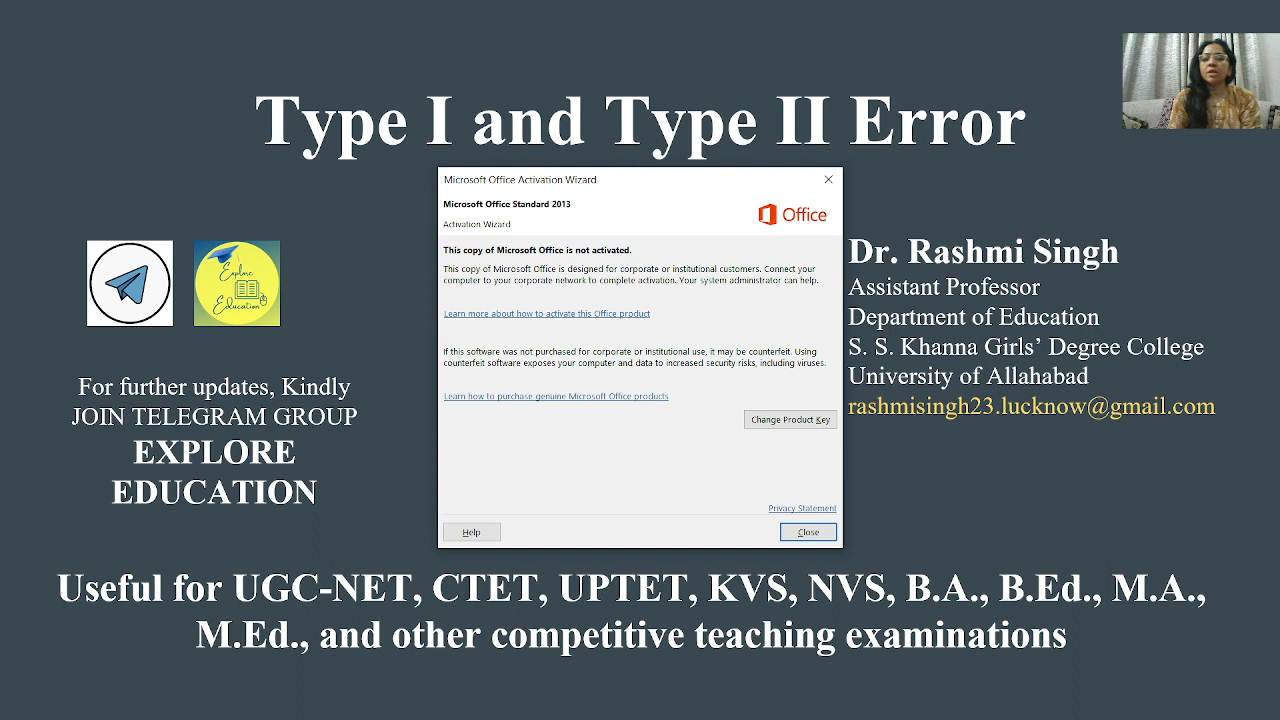 Type I and Type II Error
Microsoft Office Activation Wizard
Microsoft Office Standard 2013
Activation Wizard
Office
This copy of Microsoft Office is not activated.
This copy of Microsoft Office is designed for corporate or institutional customers. Connect your
computer to your corporate network to complete activation. Your system administrator can help.
Learn more about how to activate this Office product
If this software was not purchased for corporate or institutional use, it may be counterfeit. Using
counterfeit software exposes your computer and data to increased security risks, including viruses.
Learn how to purchase genuine Microsoft Office products
Change Product Key
Privacy Statement
Help
Close
Explore
Education
For further updates, Kindly
JOIN TELEGRAM GROUP
EXPLORE
EDUCATION
Dr. Rashmi Singh
Assistant Professor
Department of Education
S. S. Khanna Girls’ Degree College
University of Allahabad
rashmisingh23.lucknow@gmail.com
Useful for UGC-NET, CTET, UPTET, KVS, NVS, B.A., B.Ed., M.A.,
M.Ed., and other competitive teaching examinations